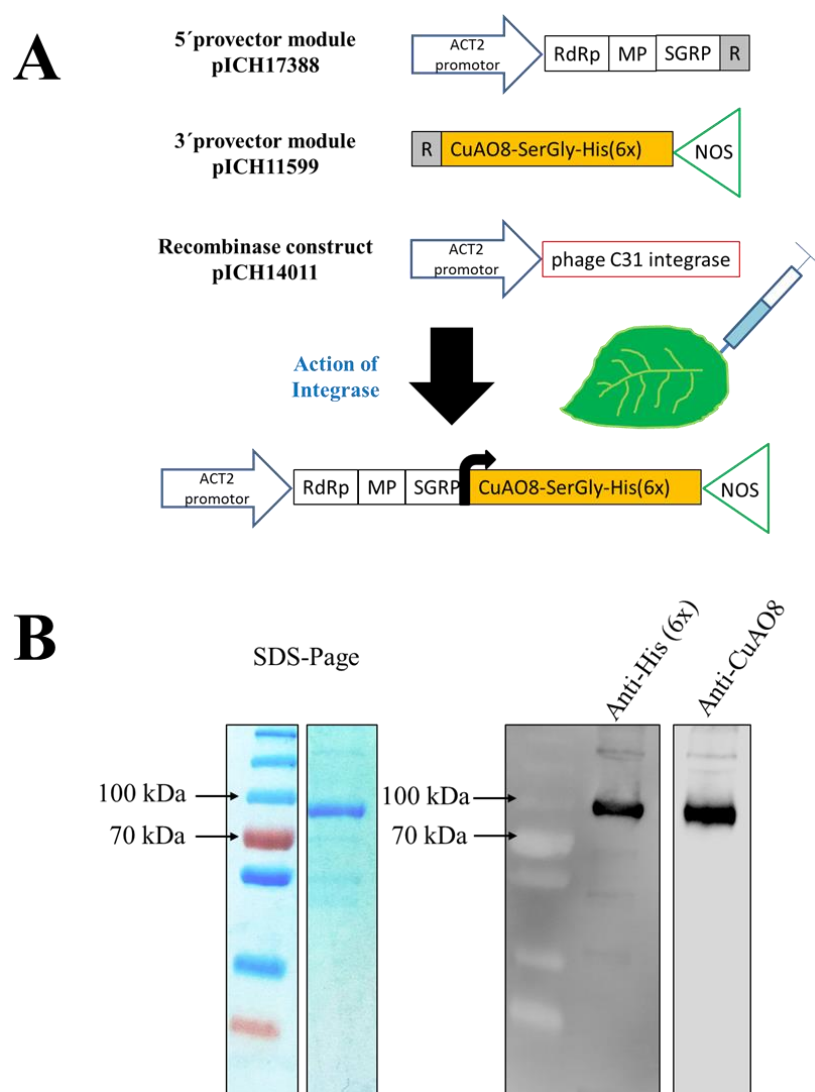 A
5´provector module
pICH17388
ACT2
promotor
RdRp MP SGRP R
3´provector module
pICH11599
R CuAO8-SerGly-His(6x) NOS
Recombinase construct
pICH14011
ACT2
promotor
phage C31 integrase
Action of
Integrase
ACT2
promotor
RdRp MP SGRP CuAO8-SerGly-His(6x) NOS
B
SDS-Page
Anti-His (6x)
Anti-CuAO8
100 kDa
70 kDa
100 kDa
70 kDa